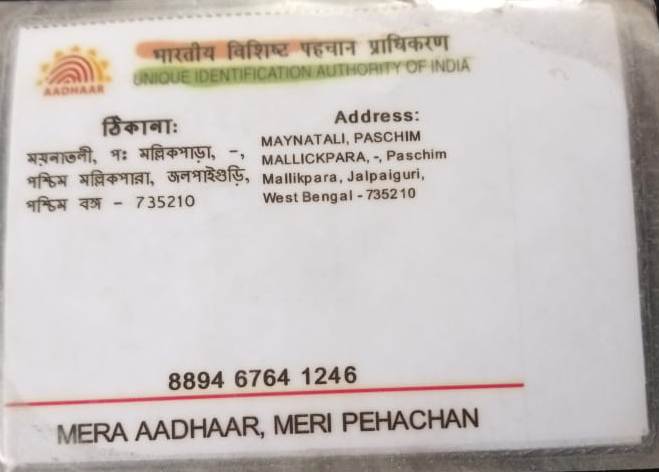 भारतीय विशिष्ट पहचान प्राधिकरण
UNIQUE IDENTIFICATION AUTHORITY OF INDIA
AADHAAR
ঠিকানা:
ময়নাতলী, পঃ মল্লিকপাড়া, -,
পশ্চিম মল্লিকপারা, জলপাইগুড়ি,
পশ্চিম বঙ্গ - 735210
Address:
MAYNATALI, PASCHIM
MALLICKPARA, -, Paschim
Mallikpara, Jalpaiguri,
West Bengal - 735210
8894 6764 1246
MERA AADHAAR, MERI PEHACHAN